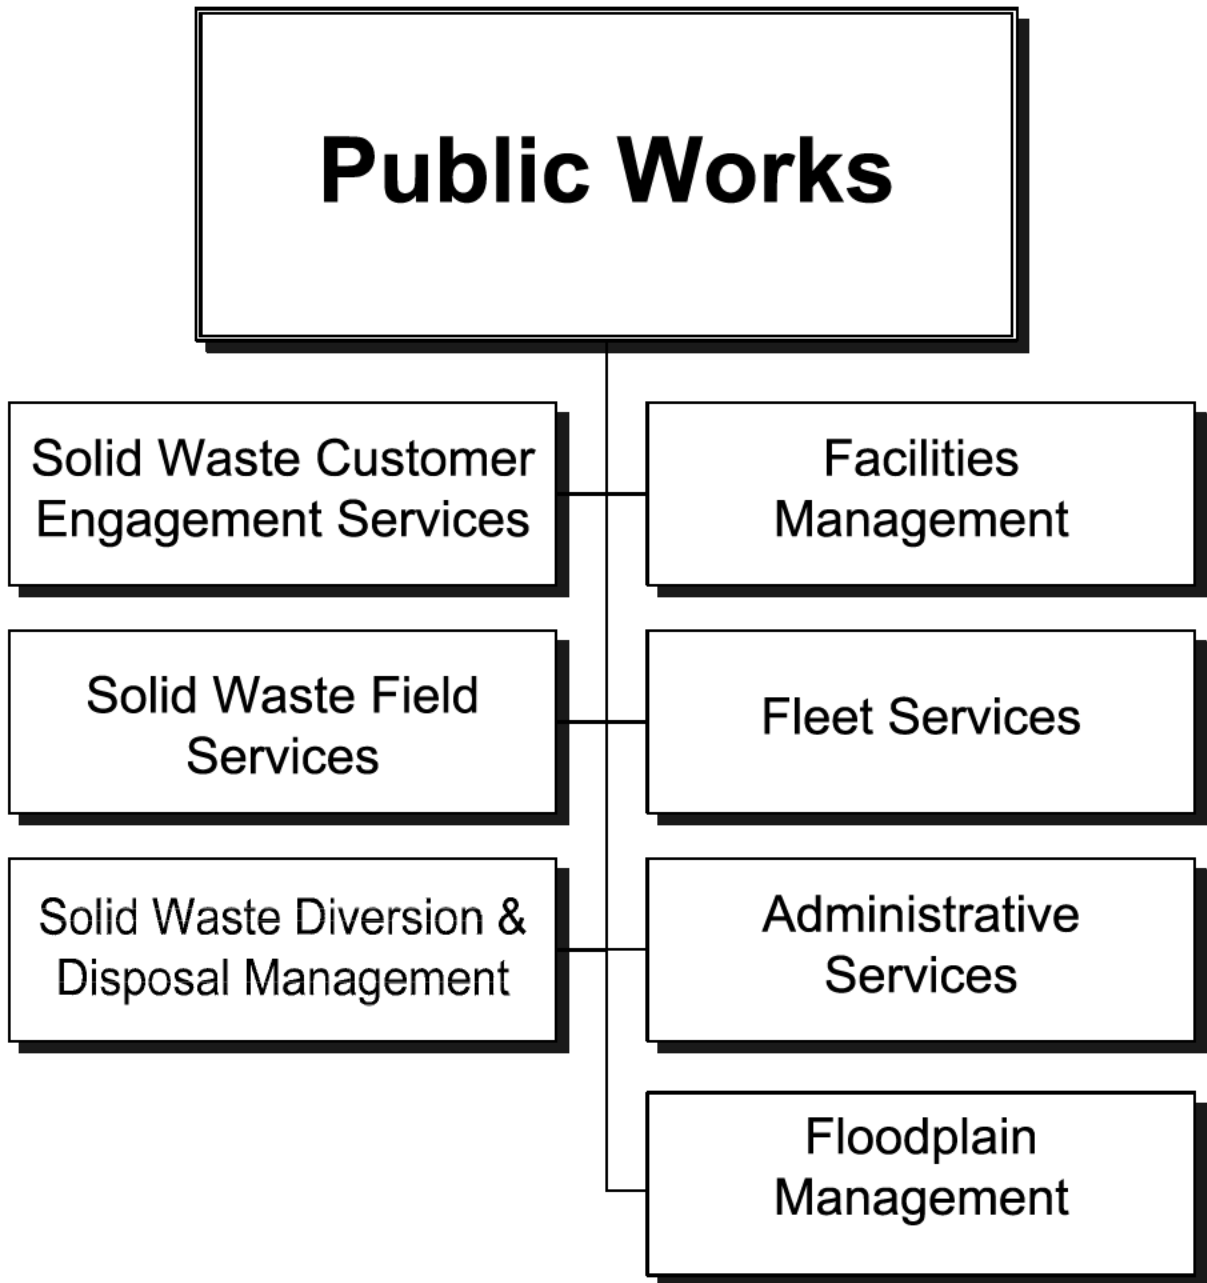 Public Works
Solid Waste Customer
Engagement Services
Facilities
Management
Solid Waste Field
Services
Fleet Services
Solid Waste Diversion &
Disposal Management
Administrative
Services
Floodplain
Management